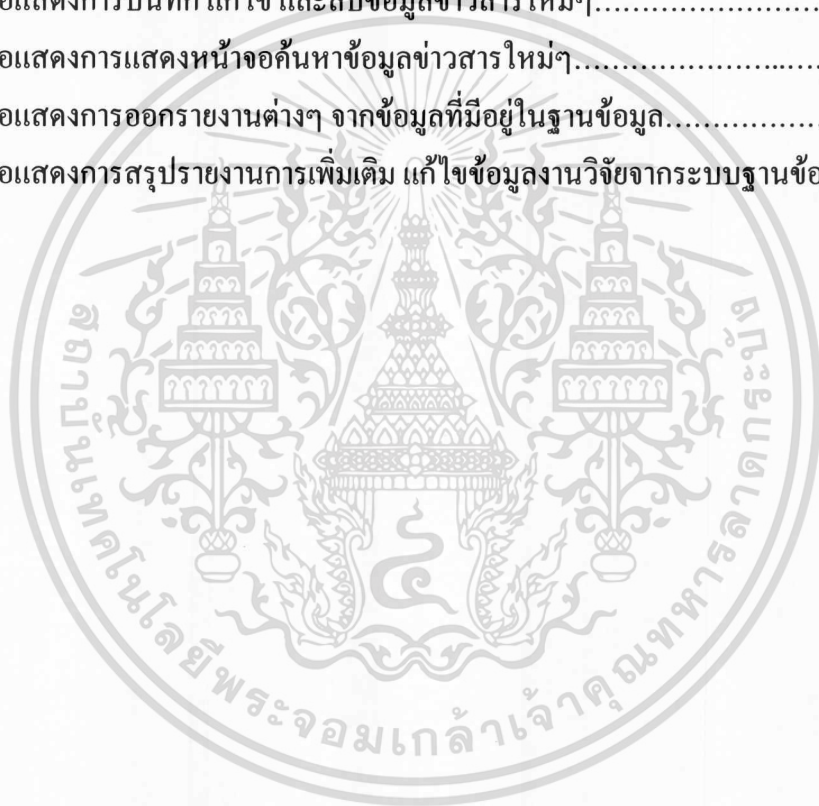 อแสดงการบันทึก แก้ไข และลบข้อมูลข่าวสารใหม่ๆ........................
อแสดงการแสดงหน้าจอค้นหาข้อมูลข่าวสารใหม่ๆ........................
อแสดงการออกรายงานต่างๆ จากข้อมูลที่มีอยู่ในฐานข้อมูล..................
อแสดงการสรุปรายงานการเพิ่มเติม แก้ไขข้อมูลงานวิจัยจากระบบฐานข้อ
สถาบันเทคโนโลยีพระจอมเกล้าเจ้าคุณทหารลาดกระบัง
๔